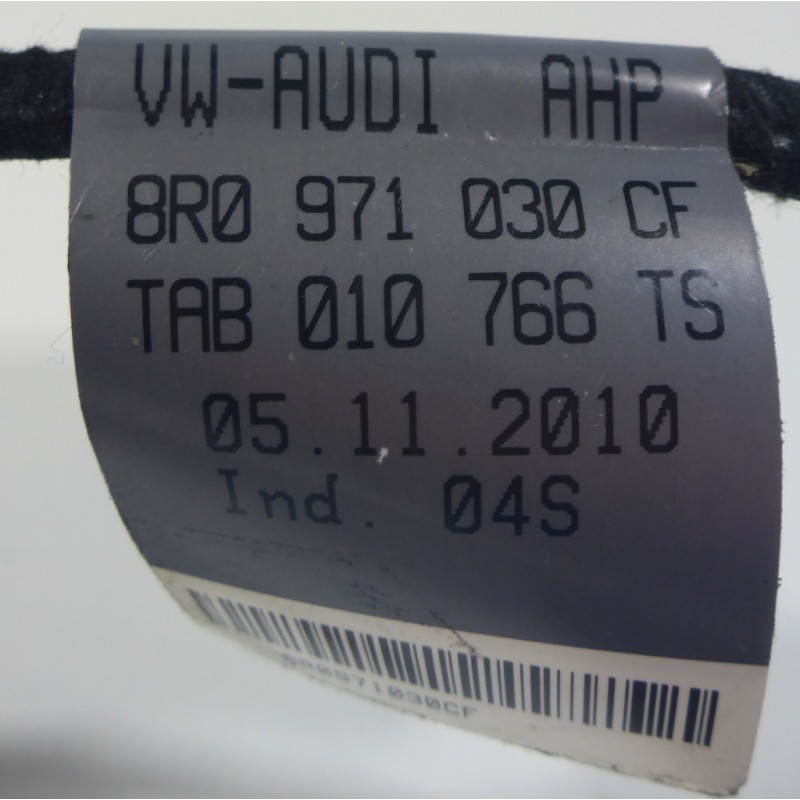 VW-AUDI AHP
8R0 971 030 CF
TAB 010 766 TS
05.11.2010
Ind. 04S
8R0971030CF